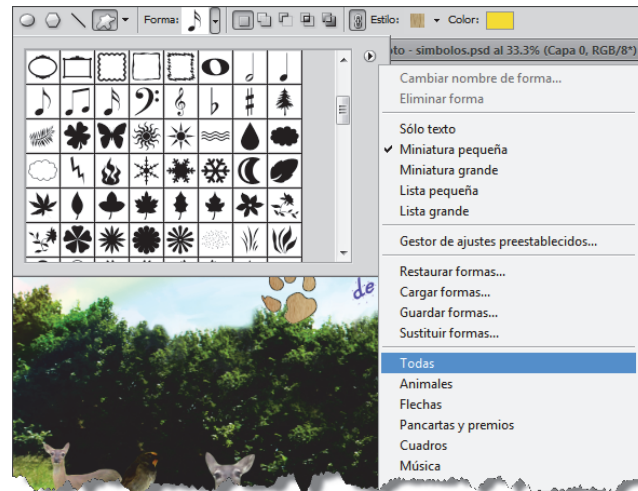 Forma: Estilo: Color:
oto - simbolos.psd al 33.3% (Capa 0, RGB/8*)
Cambiar nombre de forma...
Eliminar forma
Sólo texto
Miniatura pequeña
Miniatura grande
Lista pequeña
Lista grande
Gestor de ajustes preestablecidos...
Restaurar formas...
Cargar formas...
Guardar formas...
Sustituir formas...
Todas
Animales
Flechas
Pancartas y premios
Cuadros
Música
de